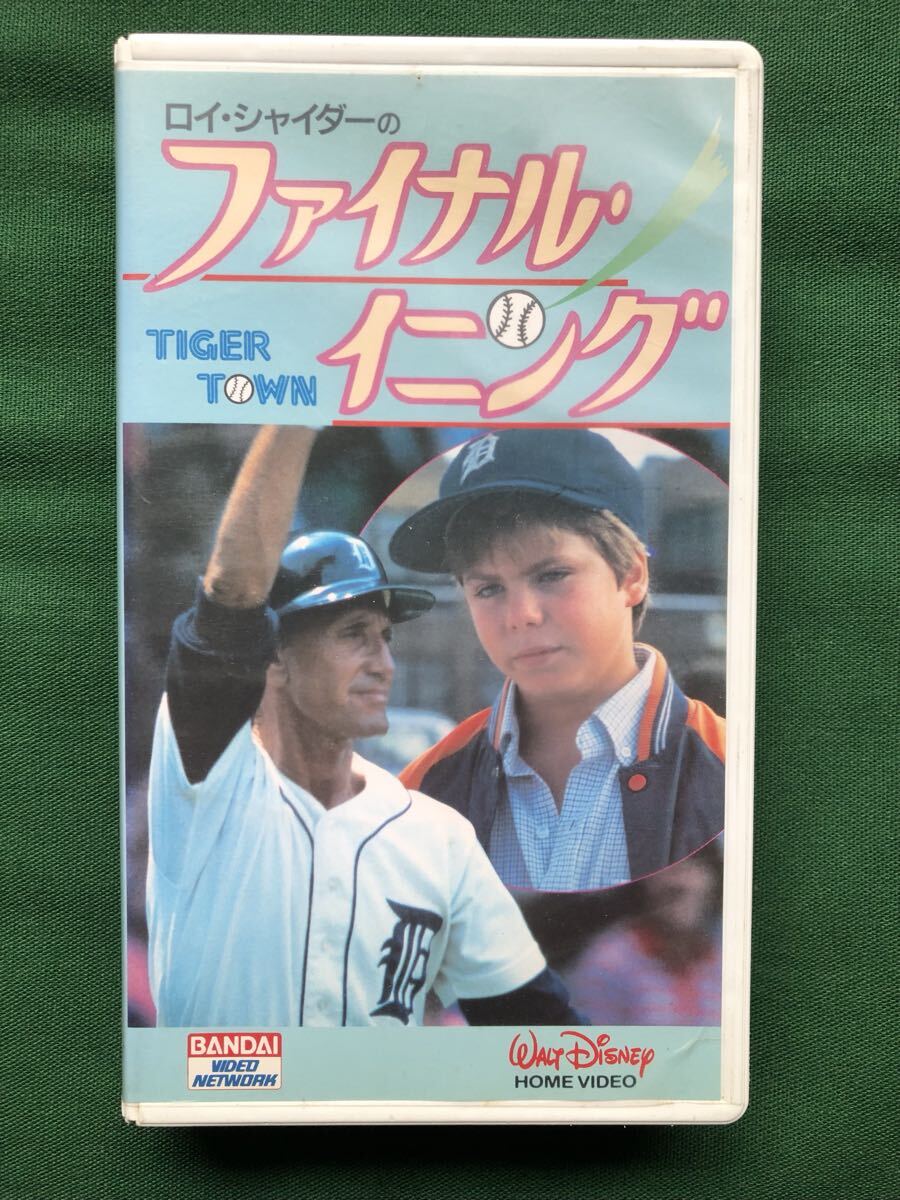 ロイ・シャイダーの
ファイナル・
イニング
TIGER
TOWN
D
D
D
BANDAI
VIDEO
NETWORK
WALT DISNEY
HOME VIDEO